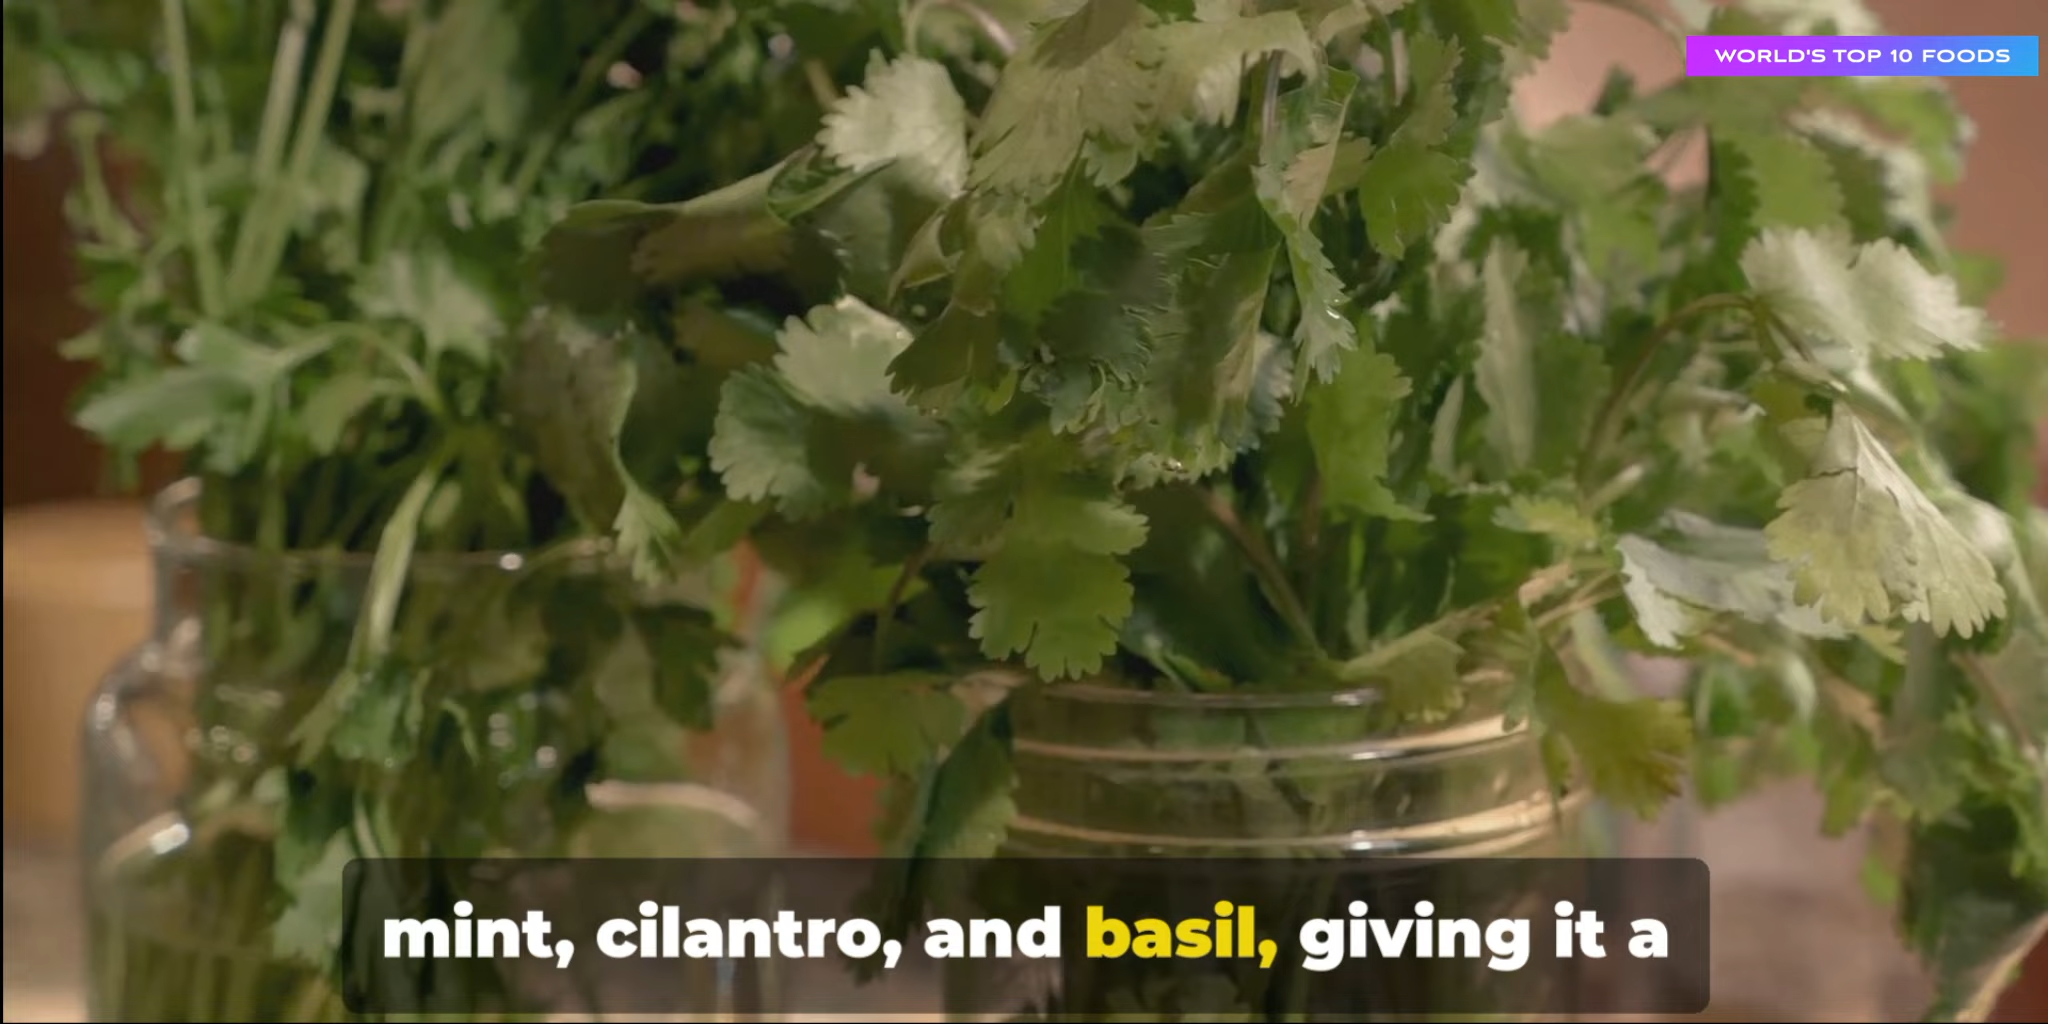 WORLD'S TOP 10 FOODS
mint, cilantro, and basil, giving it a